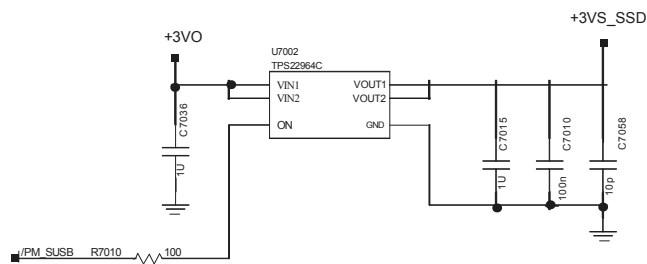 +3VS_SSD
+3VO
U7002
TPS22964C
VIN1
VOUT1
VIN2
VOUT2
ON
GND
C7036
1U
C7015
1U
C7010
100n
C7058
10p
/PM_SUSB
R7010
100